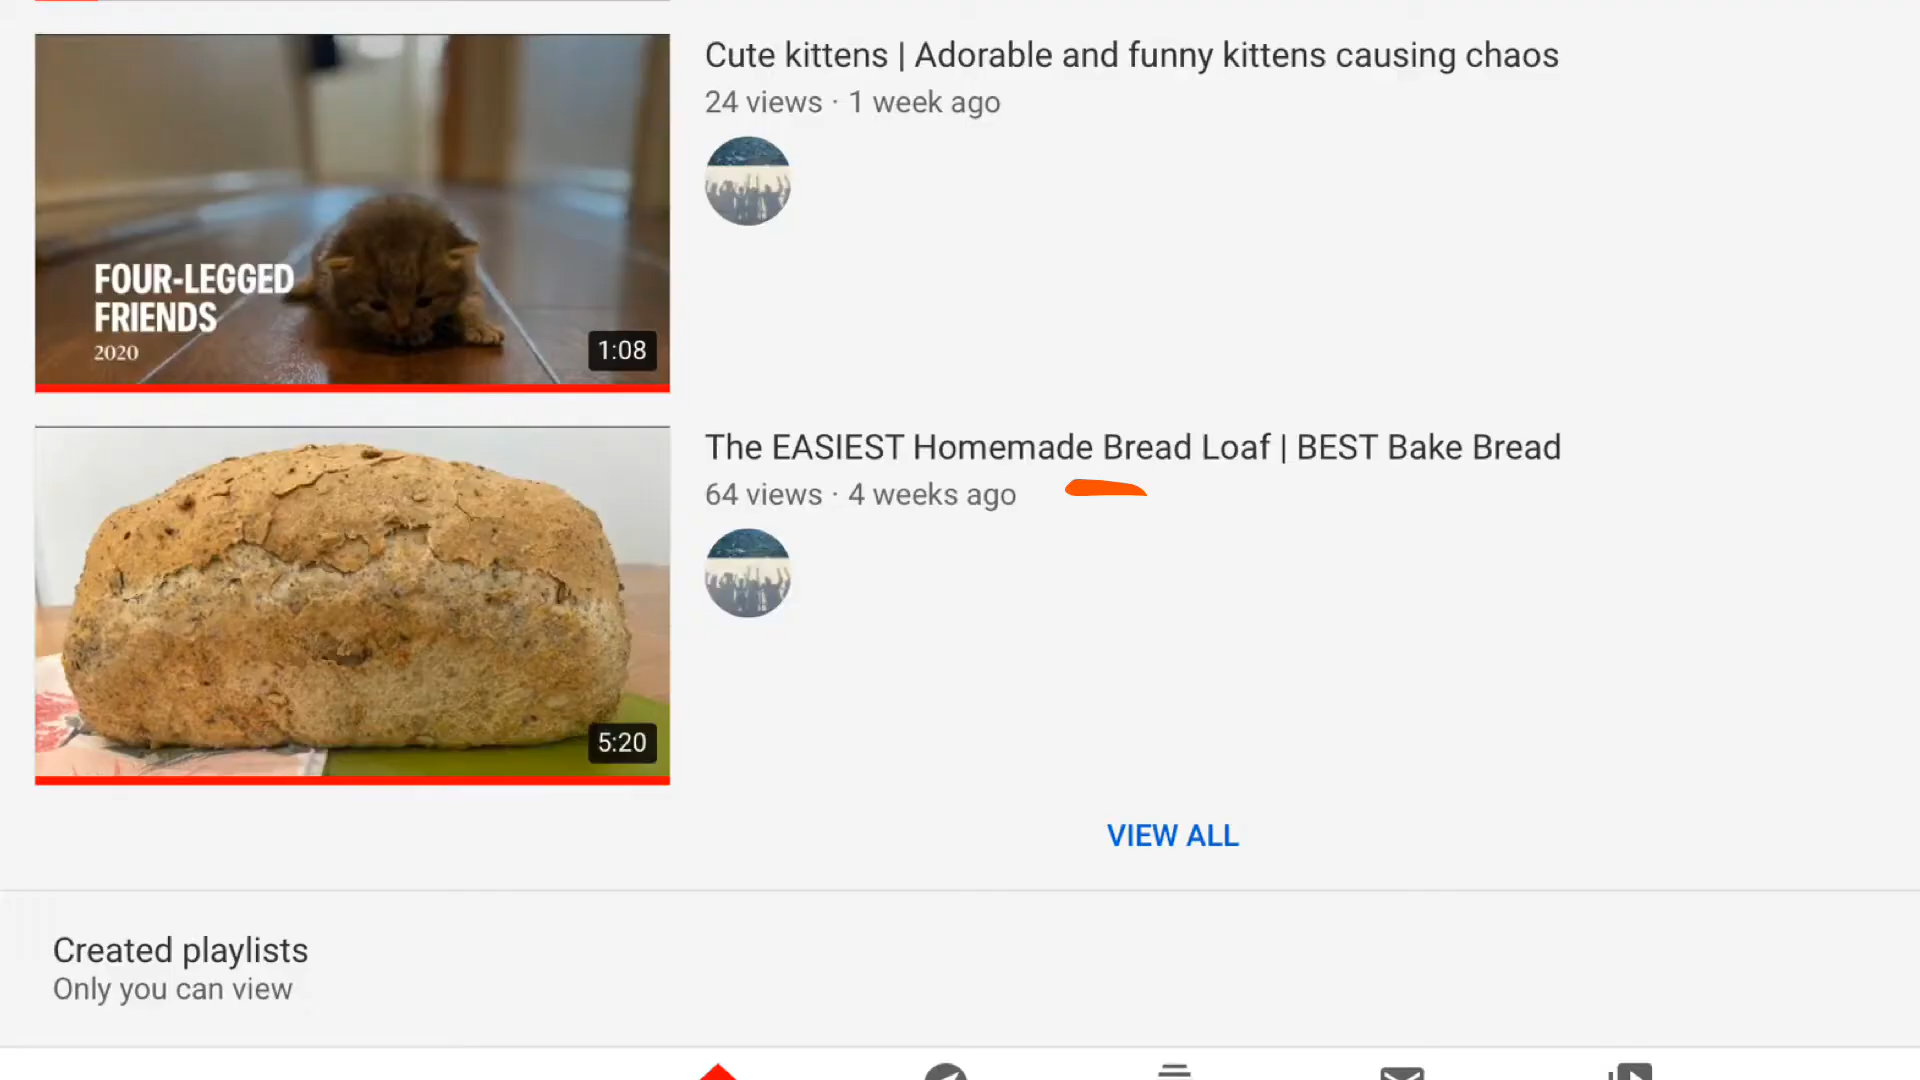 Cute kittens | Adorable and funny kittens causing chaos
24 views · 1 week ago
FOUR-LEGGED
FRIENDS
2020
1:08
The EASIEST Homemade Bread Loaf | BEST Bake Bread
64 views · 4 weeks ago
5:20
VIEW ALL
Created playlists
Only you can view